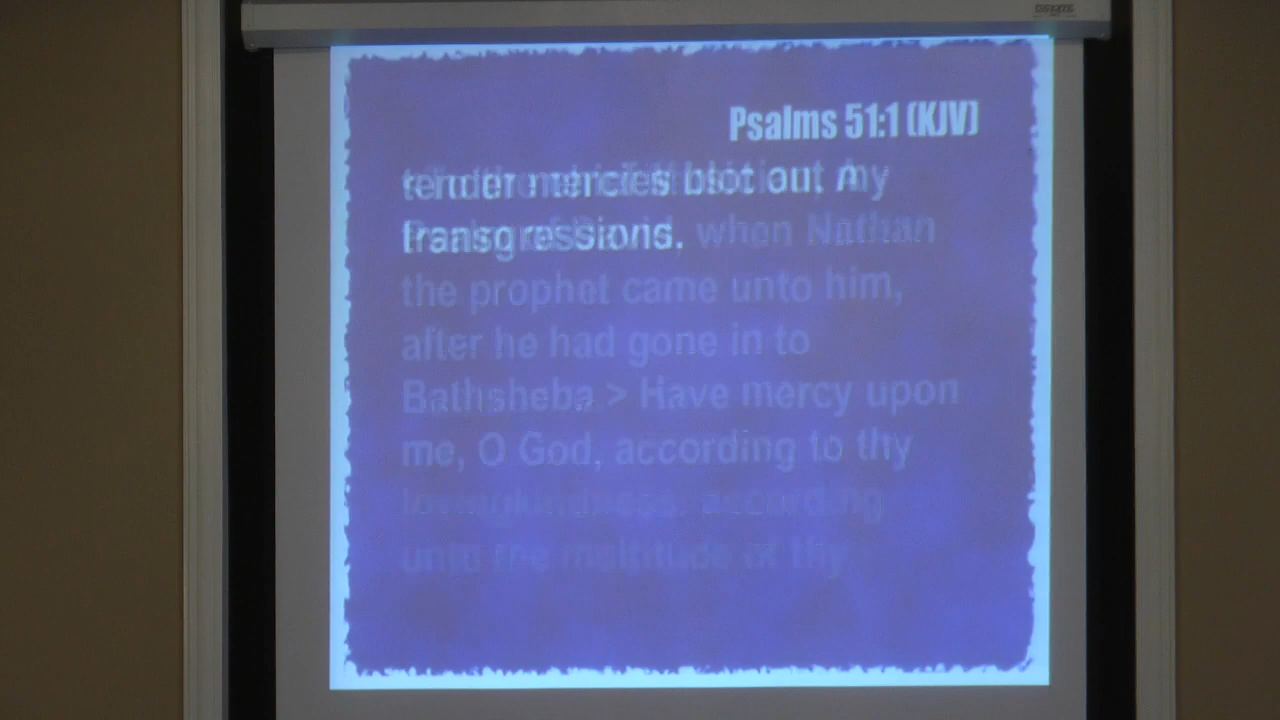 Psalms 51:1 (KJV)
tender mercies blot out my
transgressions.
when Nathan
the prophet came unto him,
after he had gone in to
Bathsheba.> Have mercy upon
me, O God, according to thy
lovingkindness: according
unto the multitude of thy